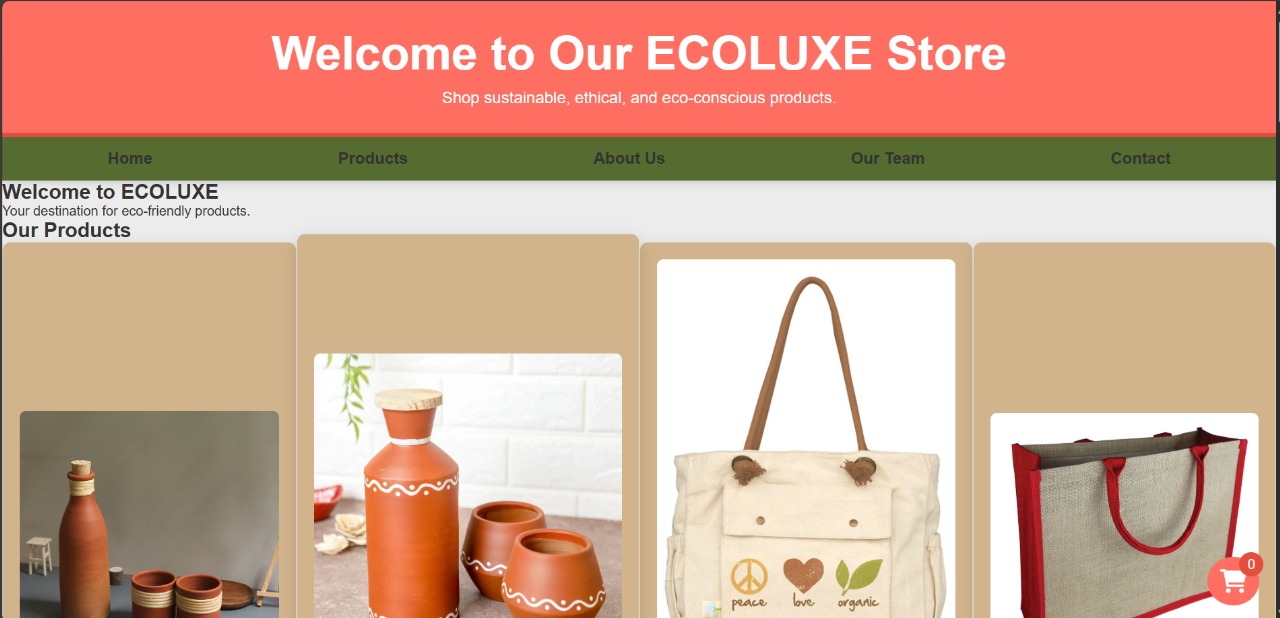 Welcome to Our ECOLUXE Store
Shop sustainable, ethical, and eco-conscious products.
Home Products About Us Our Team Contact
Welcome to ECOLUXE
Your destination for eco-friendly products.
Our Products
peace love organic
0